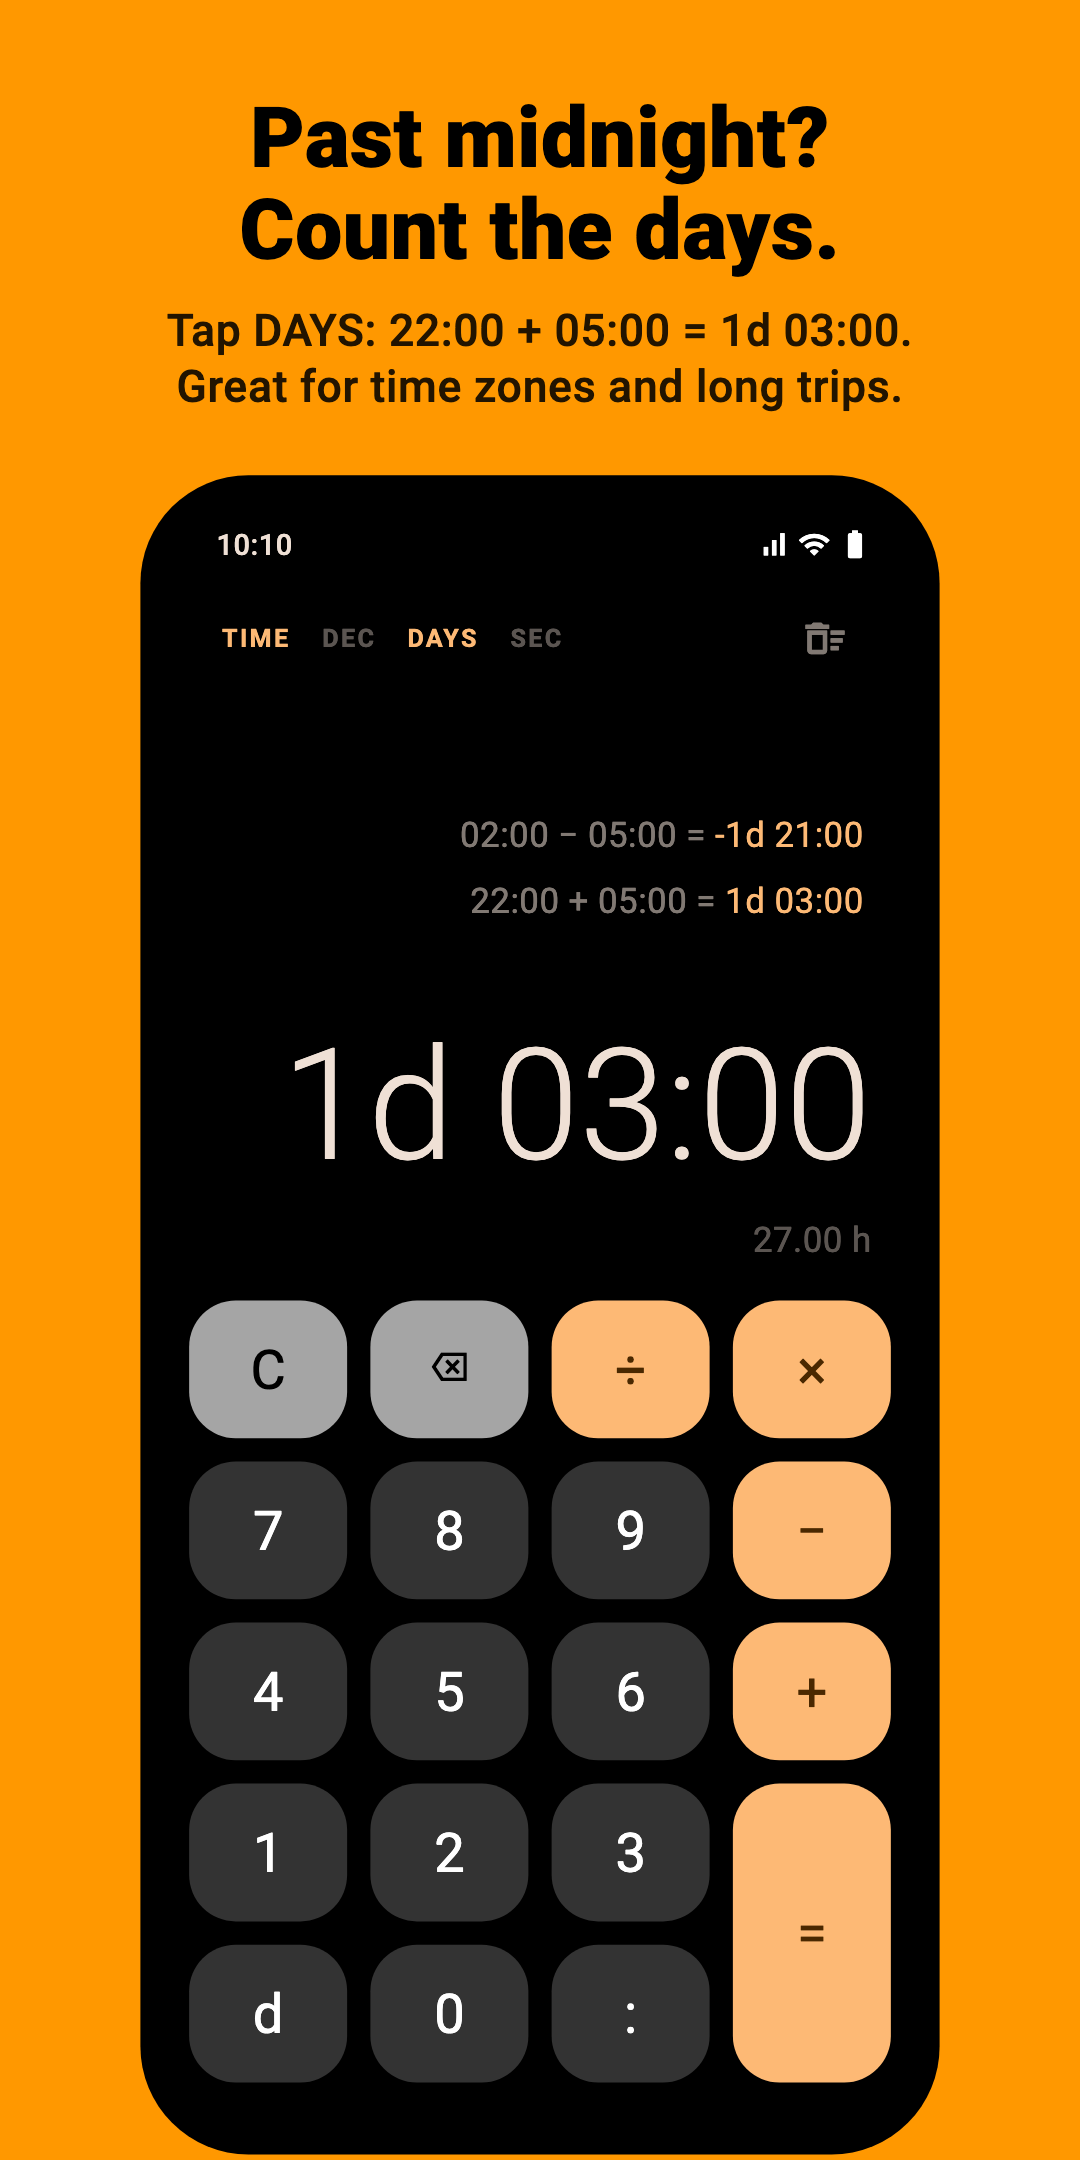 Past midnight?
Count the days.
Tap DAYS: 22:00 + 05:00 = 1d 03:00.
Great for time zones and long trips.
10:10
TIME DEC DAYS SEC
02:00 − 05:00 = -1d 21:00
22:00 + 05:00 = 1d 03:00
1d 03:00
27.00 h
C ÷ ×
7 8 9 −
4 5 6 +
1 2 3
=
d 0 :